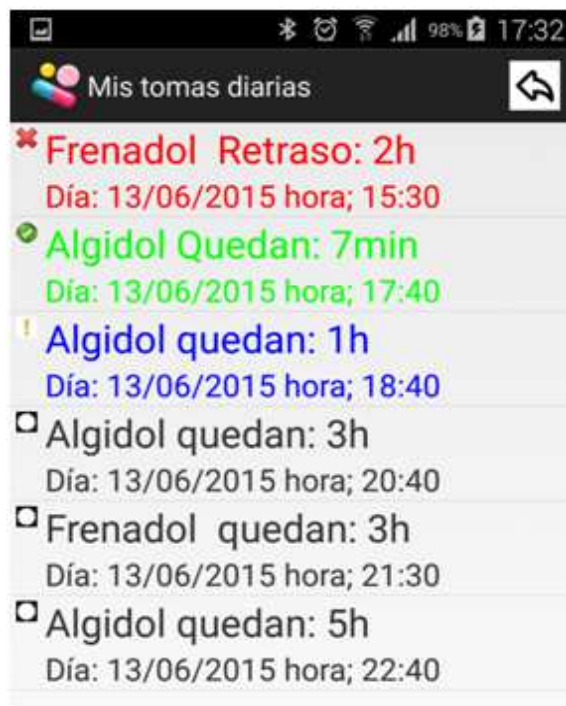 98% 17:32
Mis tomas diarias
Frenadol Retraso: 2h
Día: 13/06/2015 hora; 15:30
Algidol Quedan: 7min
Día: 13/06/2015 hora; 17:40
Algidol quedan: 1h
Día: 13/06/2015 hora; 18:40
Algidol quedan: 3h
Día: 13/06/2015 hora; 20:40
Frenadol quedan: 3h
Día: 13/06/2015 hora; 21:30
Algidol quedan: 5h
Día: 13/06/2015 hora; 22:40